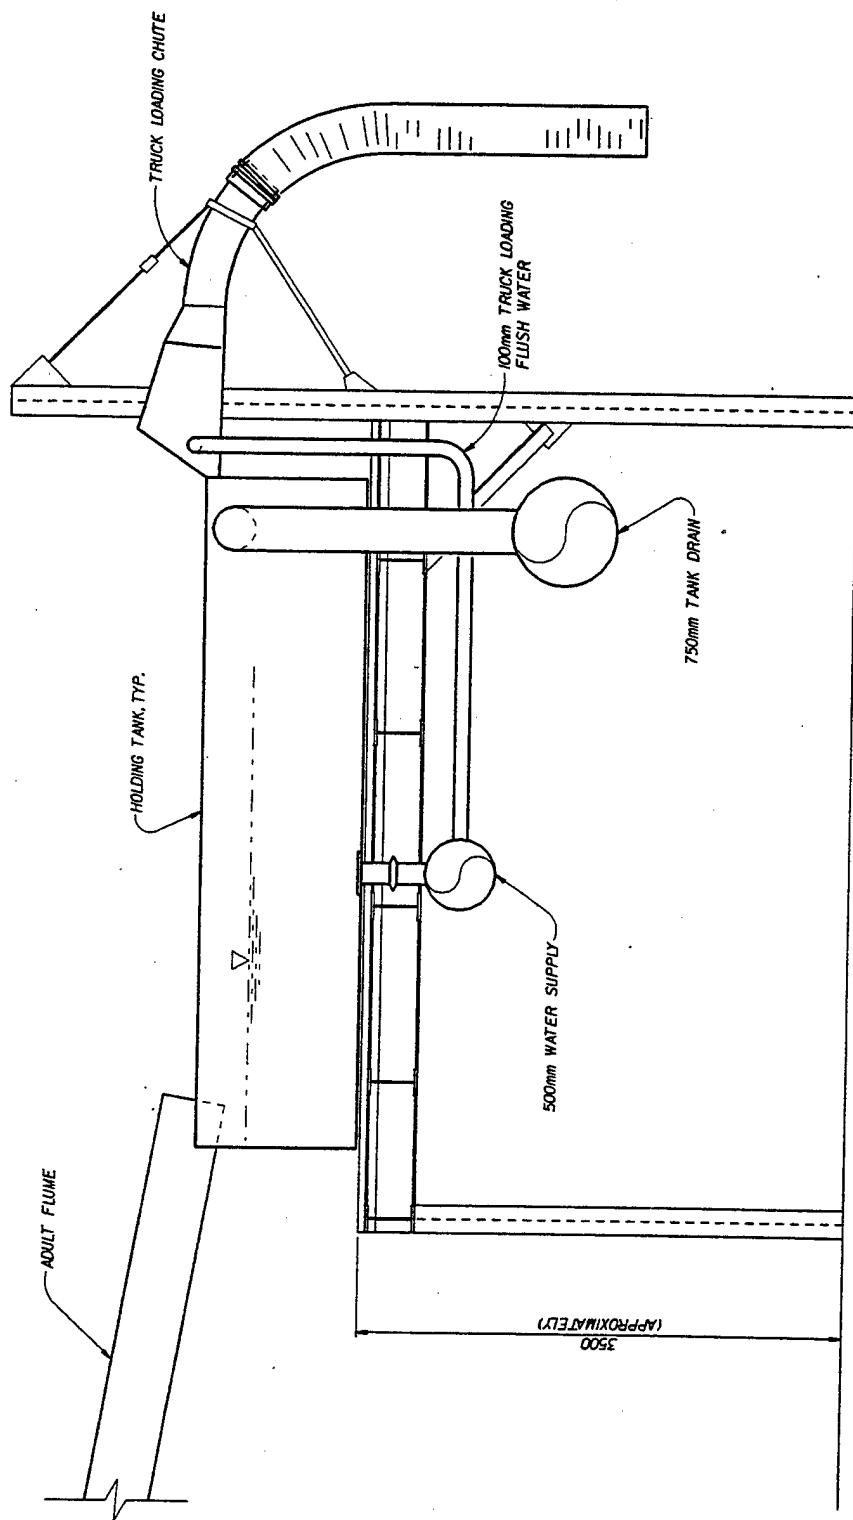 ADULT FLUME
HOLDING TANK, TYP.
TRUCK LOADING CHUTE
100mm TRUCK LOADING
FLUSH WATER
500mm WATER SUPPLY
750mm TANK DRAIN
3500
(APPROXIMATELY)